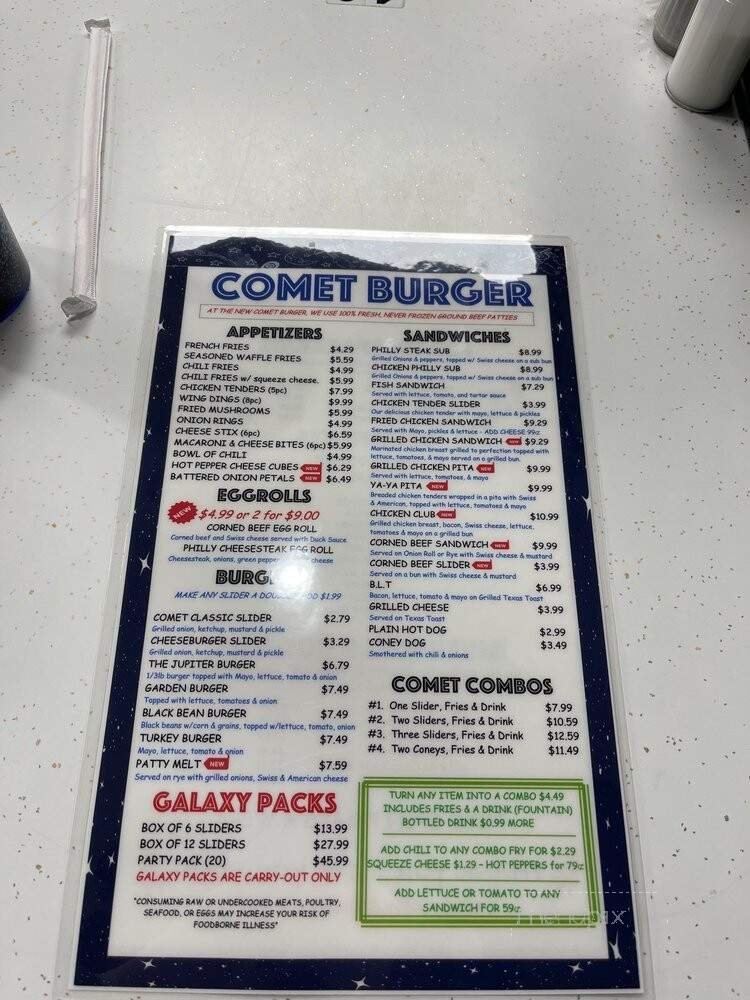 COMET BURGER
AT THE NEW COMET BURGER, WE USE 100% FRESH, NEVER FROZEN GROUND BEEF PATTIES
APPETIZERS
FRENCH FRIES $4.29
SEASONED WAFFLE FRIES $5.59
CHILI FRIES $4.99
CHILI FRIES w/ squeeze cheese. $5.99
CHICKEN TENDERS (5pc) $7.99
WING DINGS (8pc) $9.99
FRIED MUSHROOMS $5.99
ONION RINGS $4.99
CHEESE STIX (6pc) $6.59
MACARONI & CHEESE BITES (6pc) $5.99
BOWL OF CHILI $4.99
HOT PEPPER CHEESE CUBES NEW $6.29
BATTERED ONION PETALS NEW $6.49
EGGROLLS
NEW $4.99 or 2 for $9.00
CORNED BEEF EGG ROLL
Corned beef and Swiss cheese served with Duck Sauce
PHILLY CHEESESTEAK EGG ROLL
Cheesesteak, onions, green pepper cheese
BURG
MAKE ANY SLIDER A DOUBLE ADD $1.99
COMET CLASSIC SLIDER $2.79
Grilled onion, ketchup, mustard & pickle
CHEESEBURGER SLIDER $3.29
Grilled onion, ketchup, mustard & pickle
THE JUPITER BURGER $6.79
1/3lb burger topped with Mayo, lettuce, tomato & onion
GARDEN BURGER $7.49
Topped with lettuce, tomatoes & onion
BLACK BEAN BURGER $7.49
Black beans w/corn & grains, topped w/lettuce, tomato, onion
TURKEY BURGER $7.49
Mayo, lettuce, tomato & onion
PATTY MELT NEW $7.59
Served on rye with grilled onions, Swiss & American cheese
GALAXY PACKS
BOX OF 6 SLIDERS $13.99
BOX OF 12 SLIDERS $27.99
PARTY PACK (20) $45.99
GALAXY PACKS ARE CARRY-OUT ONLY
"CONSUMING RAW OR UNDERCOOKED MEATS, POULTRY,
SEAFOOD, OR EGGS MAY INCREASE YOUR RISK OF
FOODBORNE ILLNESS"
SANDWICHES
PHILLY STEAK SUB $8.99
Grilled Onions & peppers, topped w/ Swiss cheese on a sub bun
CHICKEN PHILLY SUB $8.99
Grilled Onions & peppers, topped w/ Swiss cheese on a sub bun
FISH SANDWICH $7.29
Served with lettuce, tomato, and tartar sauce
CHICKEN TENDER SLIDER $3.99
Our delicious chicken tender with mayo, lettuce & pickles
FRIED CHICKEN SANDWICH $9.29
Served with Mayo, pickles & lettuce - ADD CHEESE 99¢
GRILLED CHICKEN SANDWICH NEW $9.29
Marinated chicken breast grilled to perfection topped with
lettuce, tomatoes, & mayo served on a grilled bun.
GRILLED CHICKEN PITA NEW $9.99
Served with lettuce, tomatoes, & mayo
YA-YA PITA NEW $9.99
Breaded chicken tenders wrapped in a pita with Swiss
& American, topped with lettuce, tomatoes & mayo
CHICKEN CLUB NEW $10.99
Grilled chicken breast, bacon, Swiss cheese, lettuce,
tomatoes & mayo on a grilled bun
CORNED BEEF SANDWICH NEW $9.99
Served on Onion Roll or Rye with Swiss cheese & mustard
CORNED BEEF SLIDER NEW $3.99
Served on a bun with Swiss cheese & mustard
B.L.T $6.99
Bacon, lettuce, tomato & mayo on Grilled Texas Toast
GRILLED CHEESE $3.99
Served on Texas Toast
PLAIN HOT DOG $2.99
CONEY DOG $3.49
Smothered with chili & onions
COMET COMBOS
#1. One Slider, Fries & Drink $7.99
#2. Two Sliders, Fries & Drink $10.59
#3. Three Sliders, Fries & Drink $12.59
#4. Two Coneys, Fries & Drink $11.49
TURN ANY ITEM INTO A COMBO $4.49
INCLUDES FRIES & A DRINK (FOUNTAIN)
BOTTLED DRINK $0.99 MORE
ADD CHILI TO ANY COMBO FRY FOR $2.29
SQUEEZE CHEESE $1.29 - HOT PEPPERS for 79¢
ADD LETTUCE OR TOMATO TO ANY
SANDWICH FOR 59¢
menupix